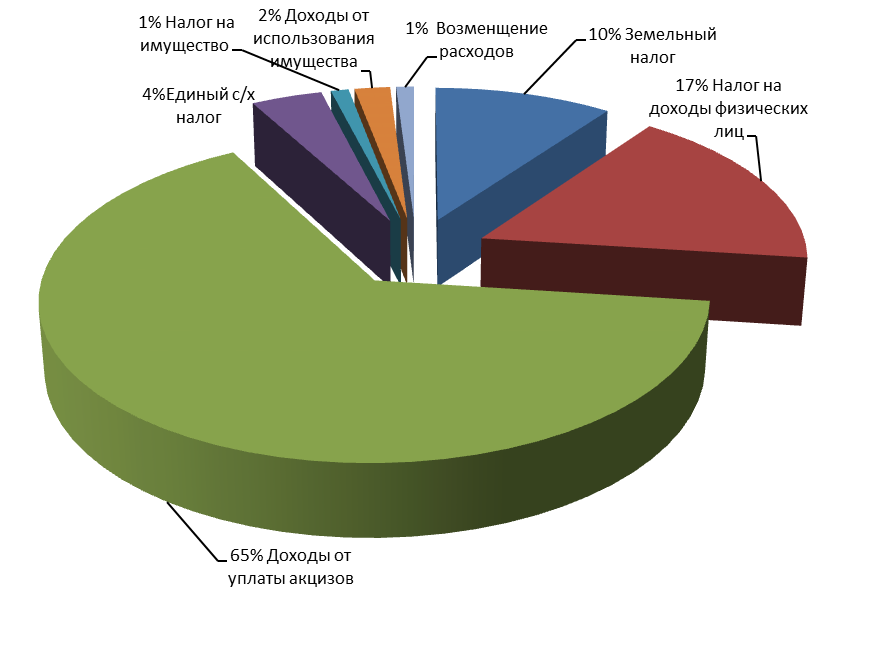 1% Налог на
имущество
2% Доходы от
использования
имущества
1%  Возменщение
расходов
10% Земельный
налог
17% Налог на
доходы физических
лиц
4%Единый с/х
налог
65% Доходы от
уплаты акцизов